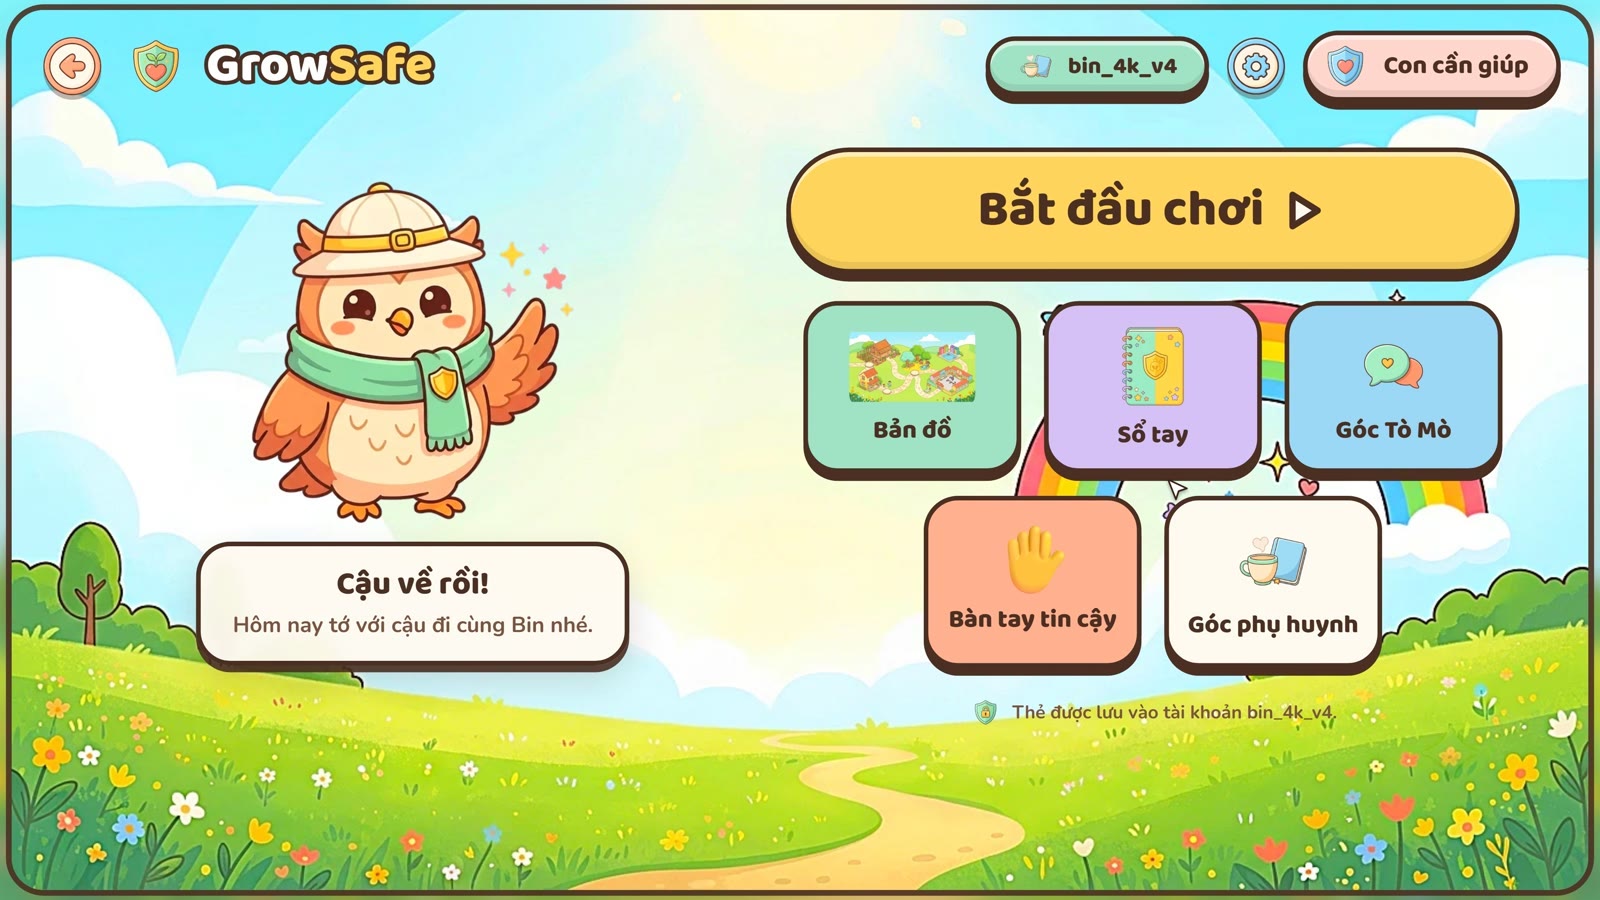 GrowSafe
bin_4k_v4
Con cần giúp
Bắt đầu chơi
Bản đồ
Sổ tay
Góc Tò Mò
Bàn tay tin cậy
Góc phụ huynh
Cậu về rồi!
Hôm nay tớ với cậu đi cùng Bin nhé.
Thẻ được lưu vào tài khoản bin_4k_v4.